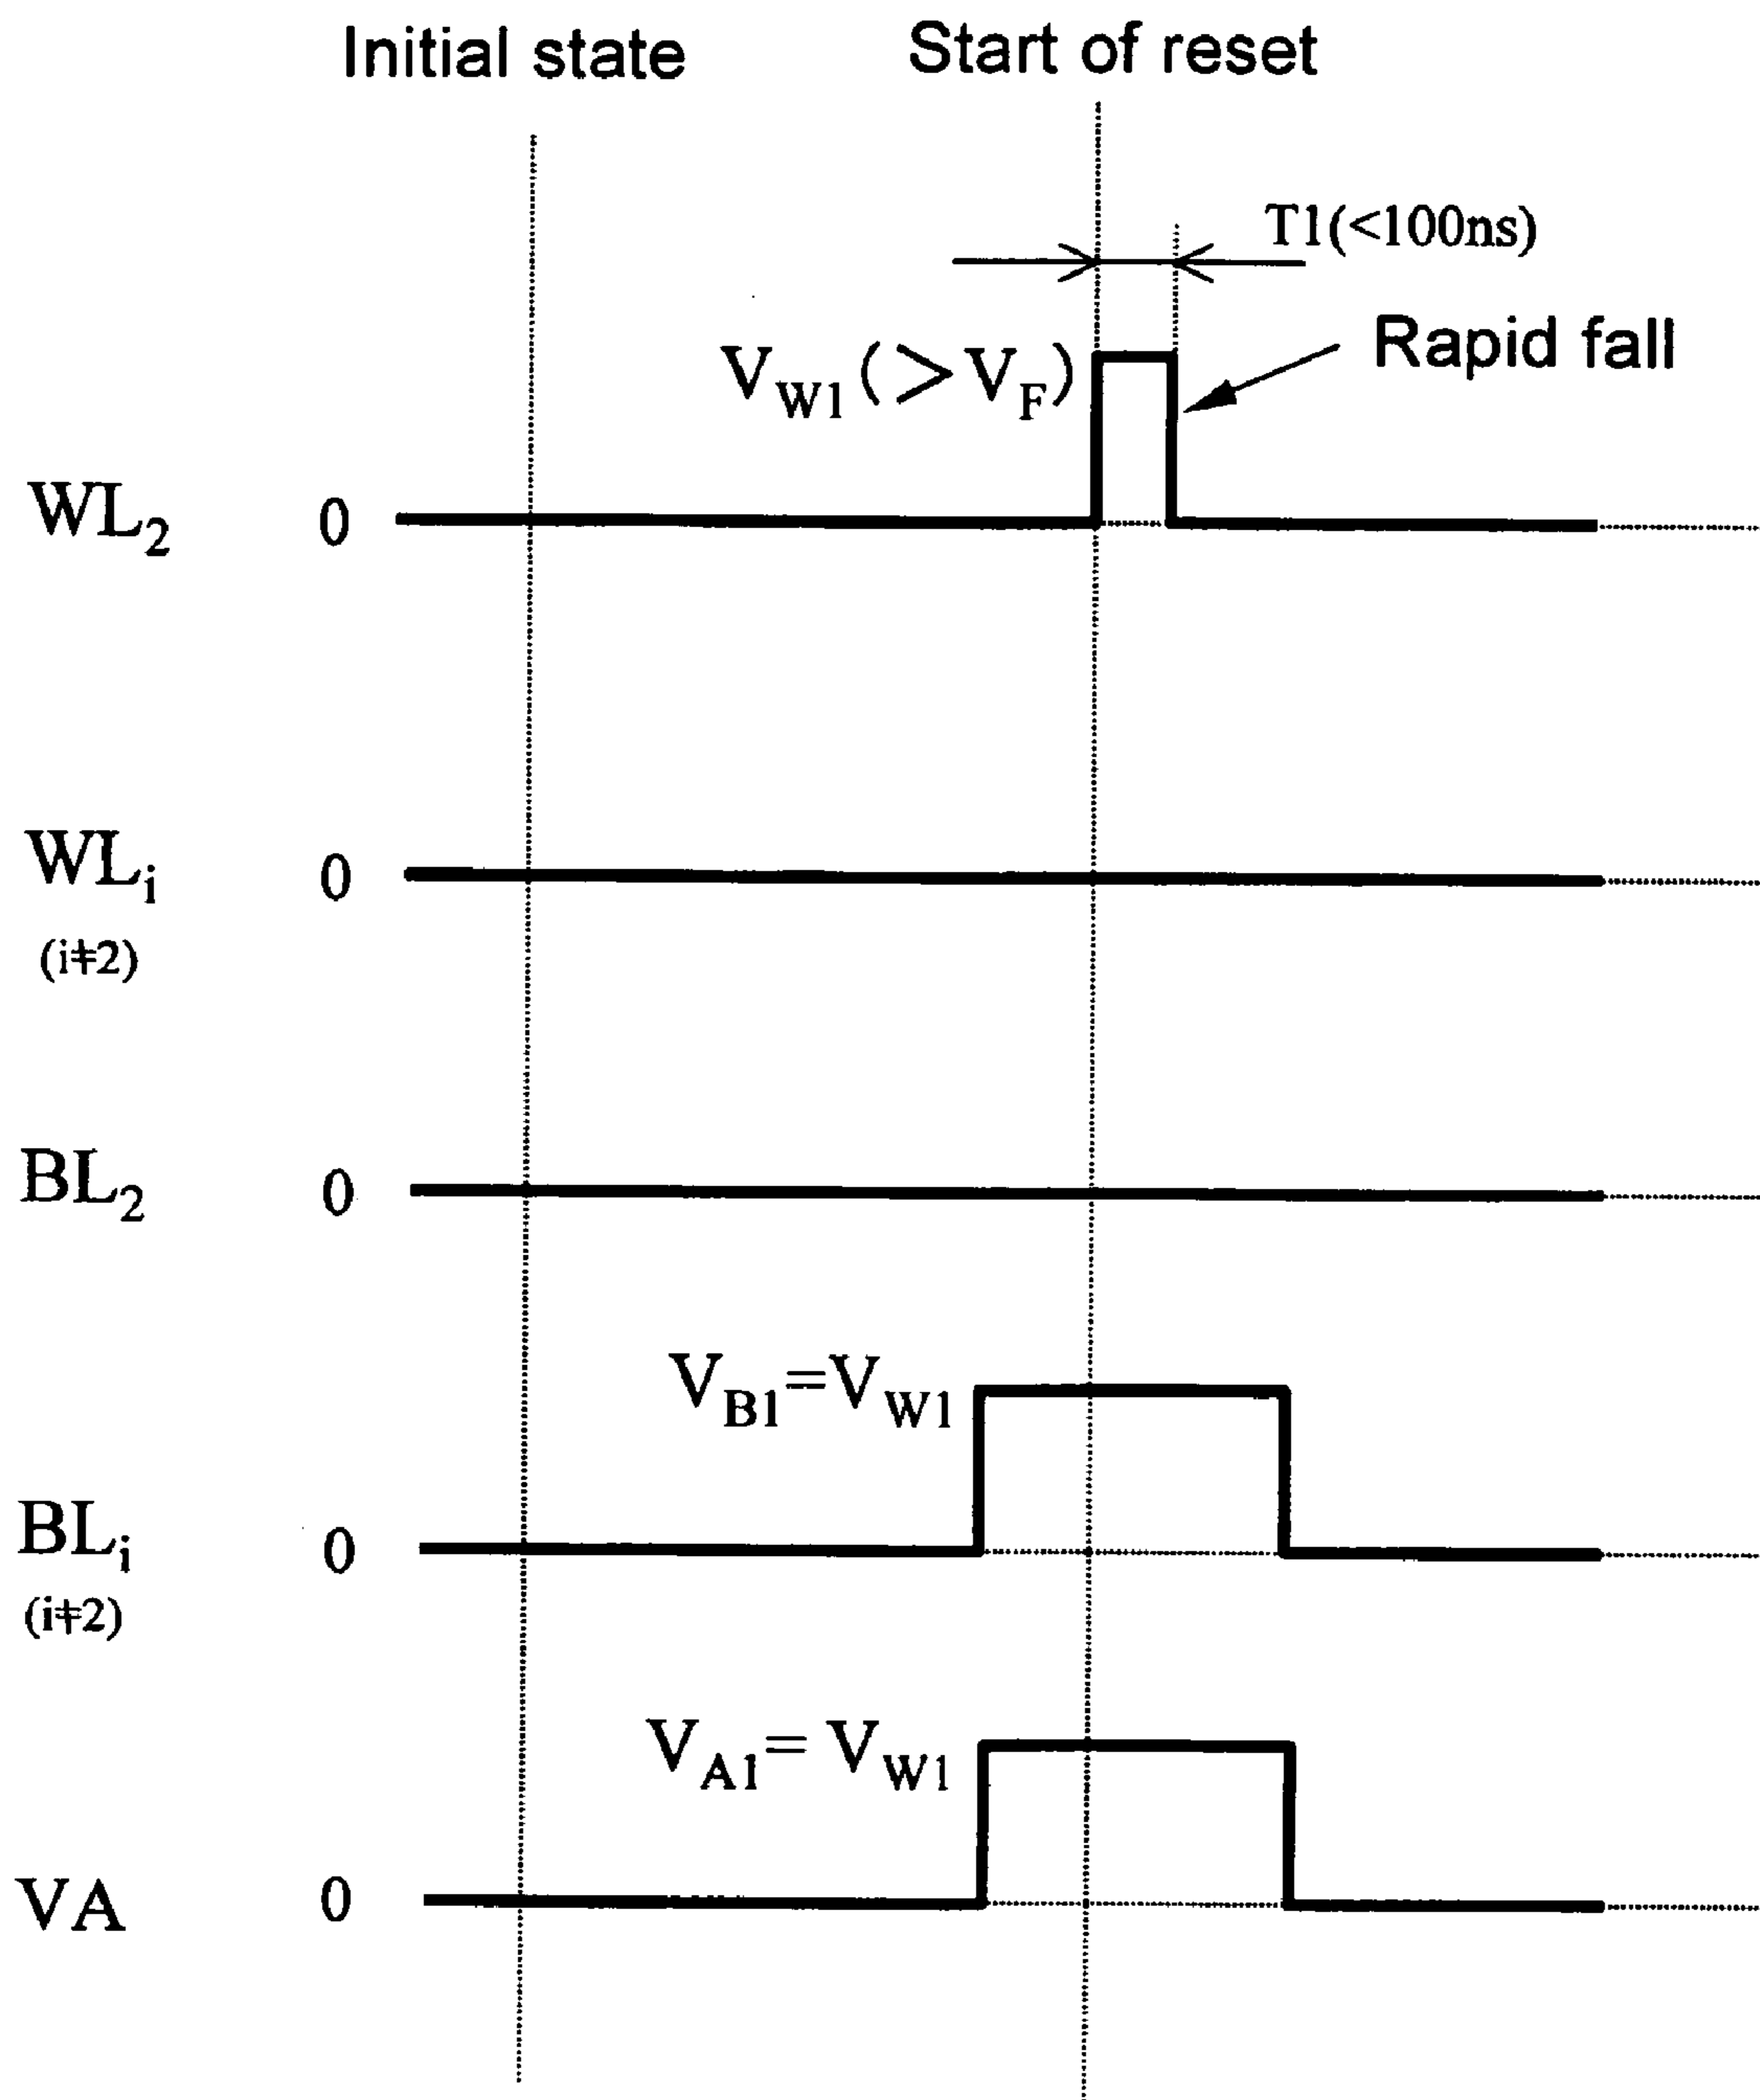 Initial state Start of reset
T1(<100ns)
Rapid fall
V_W1(>V_F)
WL_2 0
WL_i 0
(i≠2)
BL_2 0
V_B1=V_W1
BL_i 0
(i≠2)
V_A1= V_W1
VA 0